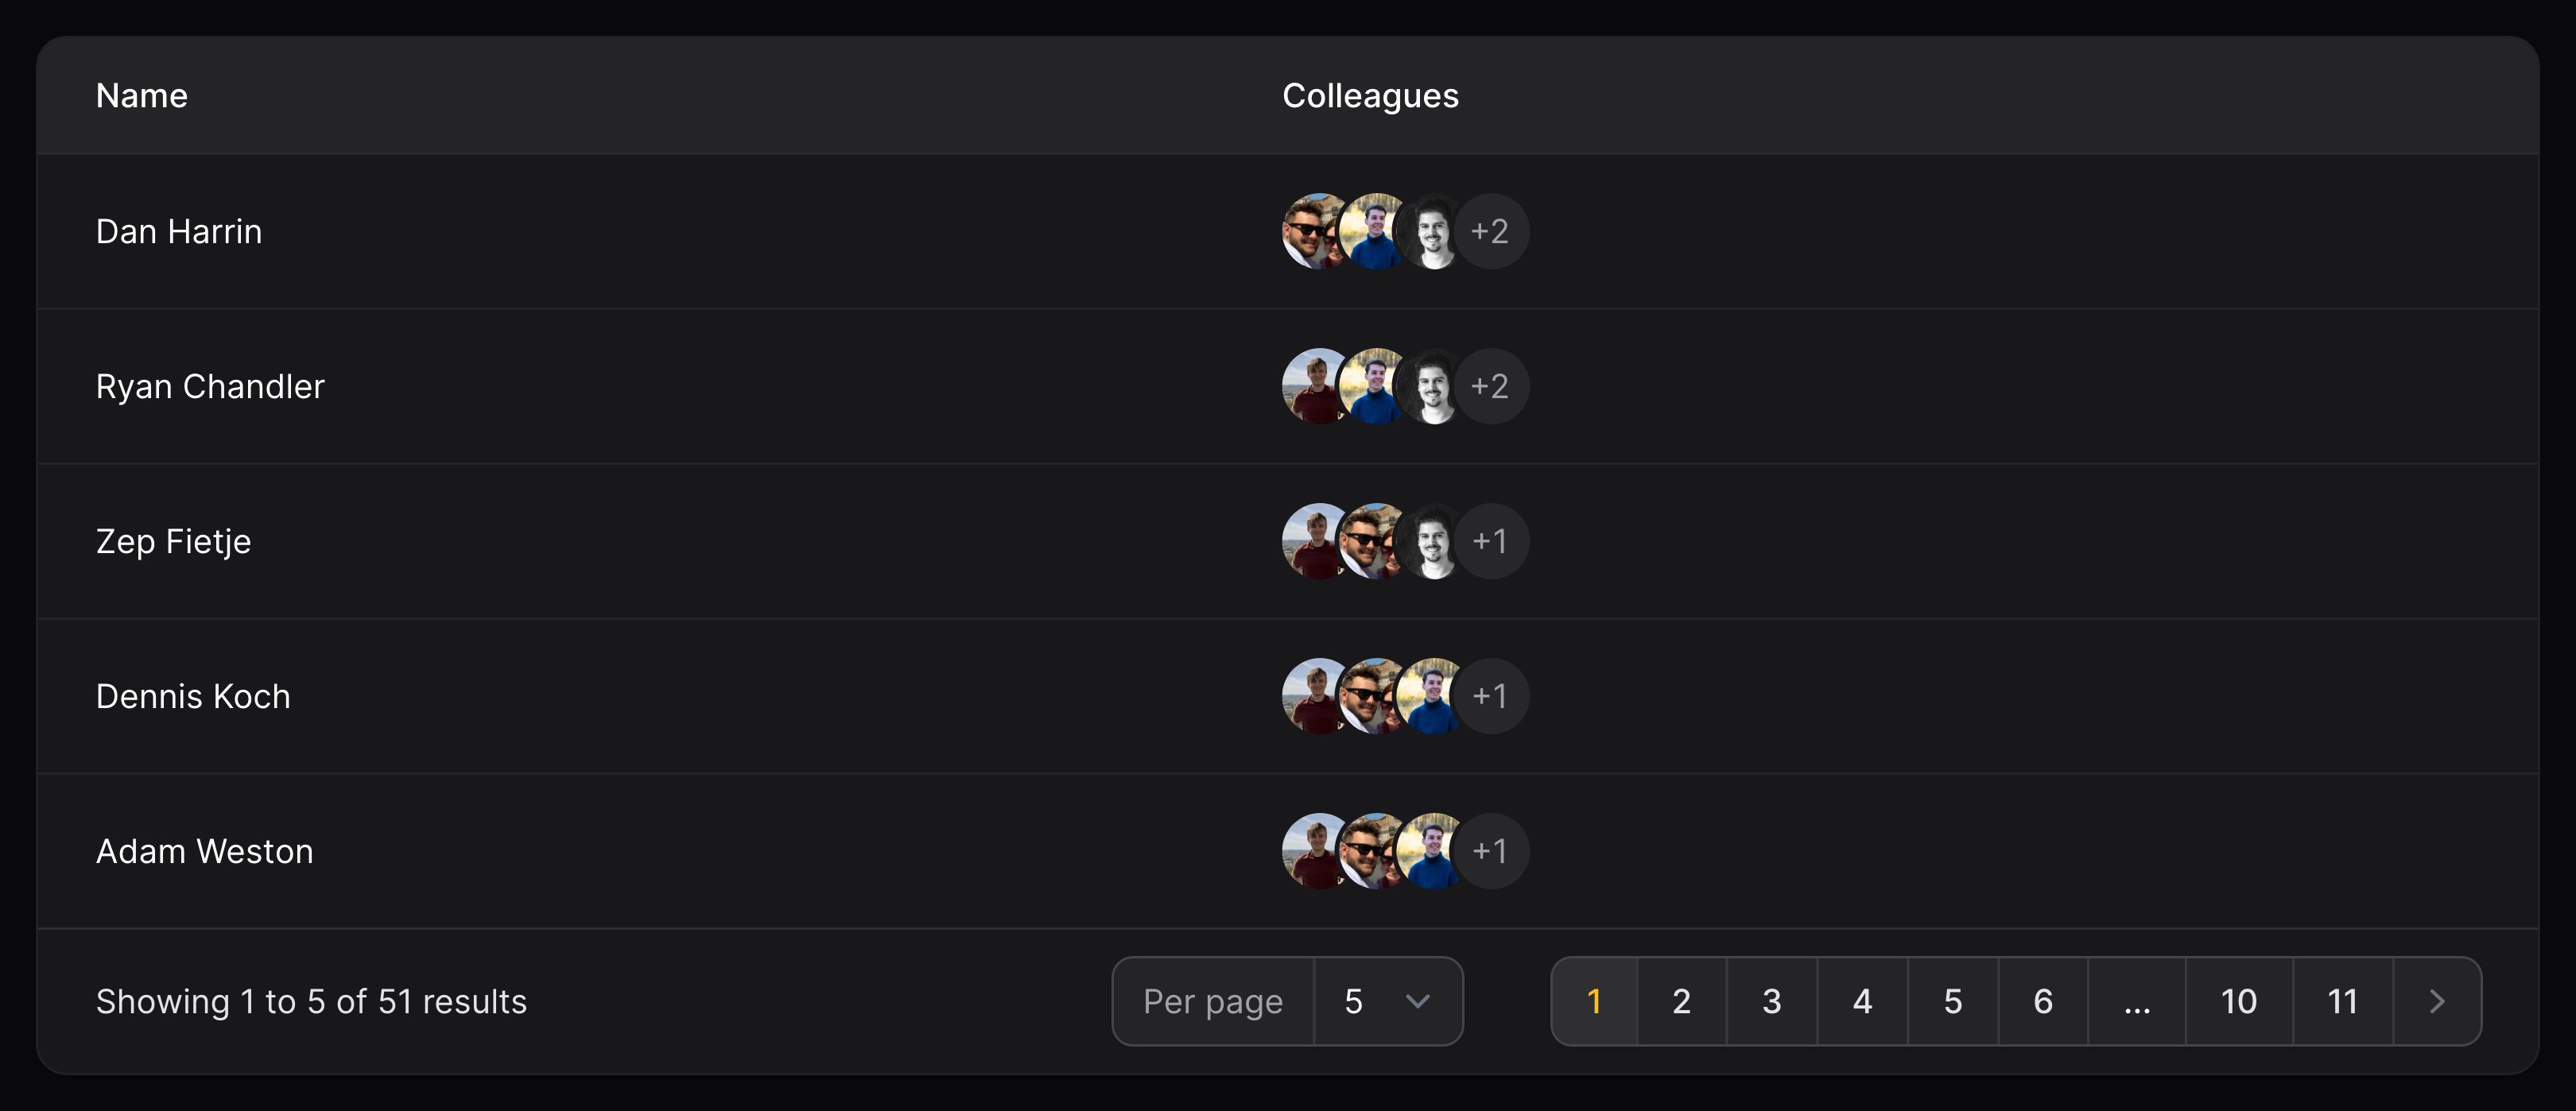 Name Colleagues
Dan Harrin +2
Ryan Chandler +2
Zep Fietje +1
Dennis Koch +1
Adam Weston +1
Showing 1 to 5 of 51 results Per page 5 1 2 3 4 5 6 ... 10 11